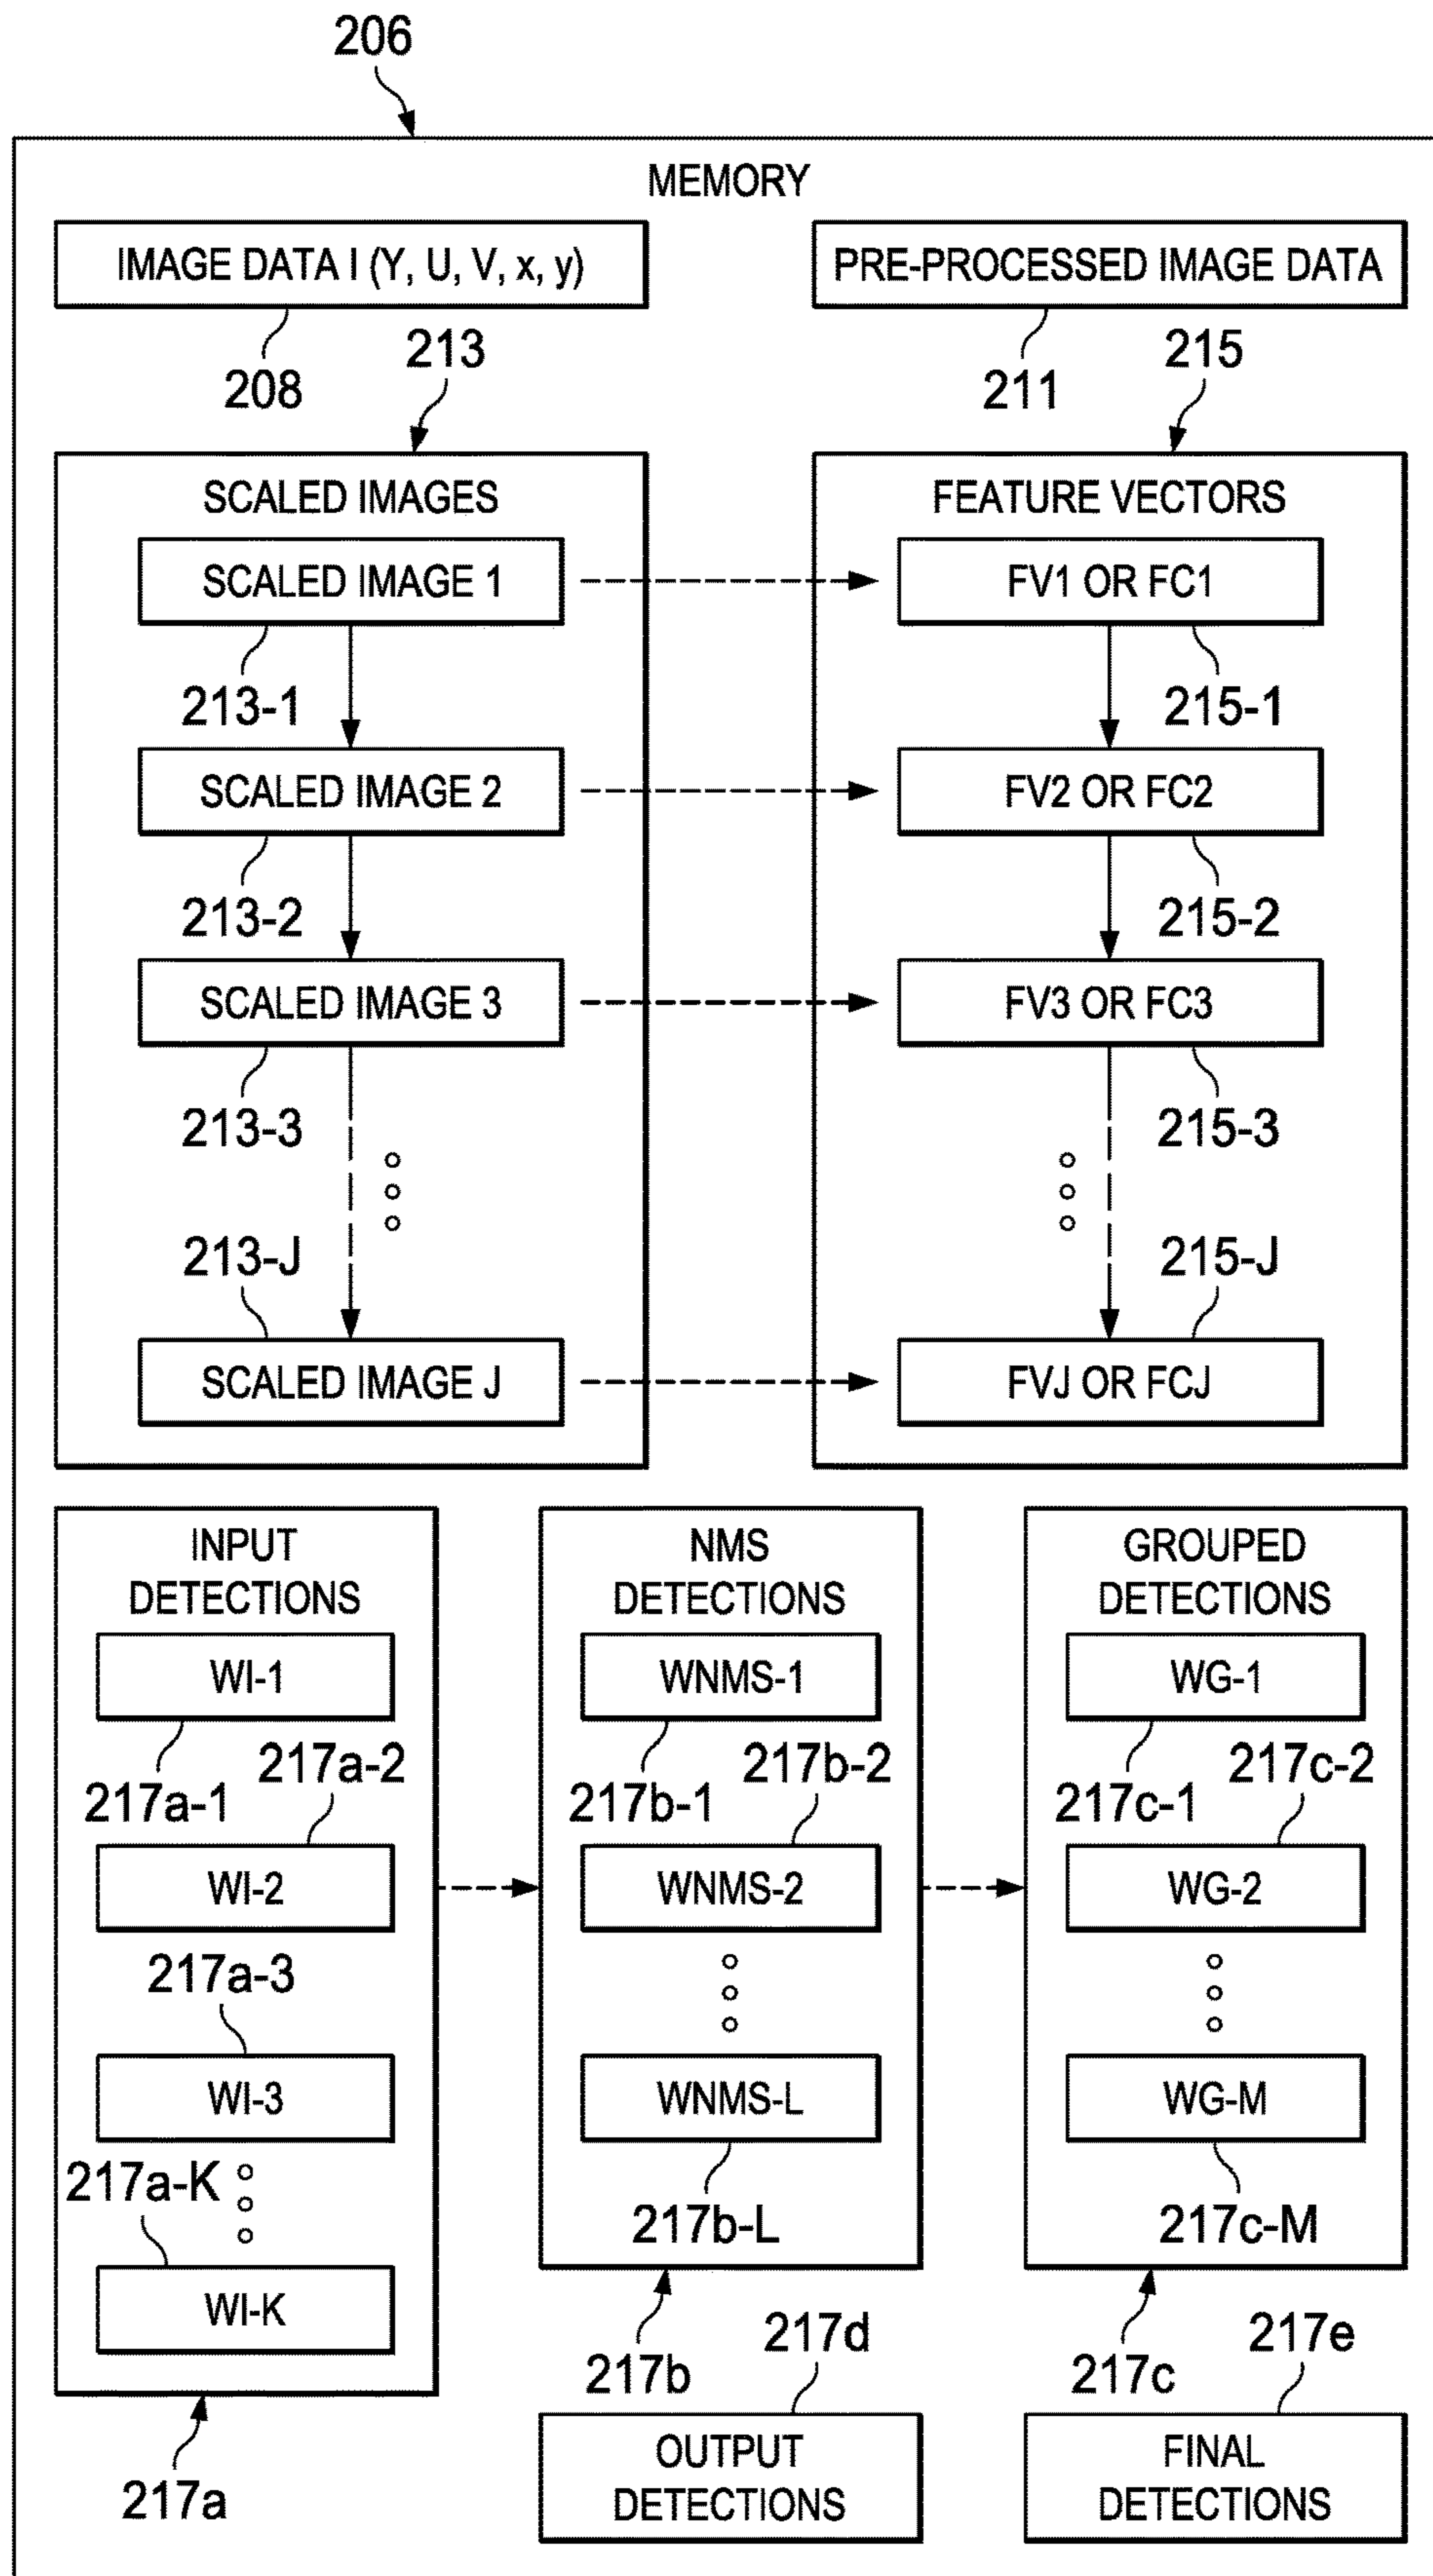 206
MEMORY
IMAGE DATA I (Y, U, V, x, y)
PRE-PROCESSED IMAGE DATA
208
213
211
215
SCALED IMAGES
FEATURE VECTORS
SCALED IMAGE 1
FV1 OR FC1
213-1
215-1
SCALED IMAGE 2
FV2 OR FC2
213-2
215-2
SCALED IMAGE 3
FV3 OR FC3
213-3
215-3
213-J
215-J
SCALED IMAGE J
FVJ OR FCJ
INPUT
DETECTIONS
NMS
DETECTIONS
GROUPED
DETECTIONS
WI-1
WNMS-1
WG-1
217a-1
217a-2
217b-1
217b-2
217c-1
217c-2
WI-2
WNMS-2
WG-2
217a-3
WI-3
WNMS-L
WG-M
217a-K
217b-L
217c-M
WI-K
217b
217d
217c
217e
217a
OUTPUT
DETECTIONS
FINAL
DETECTIONS